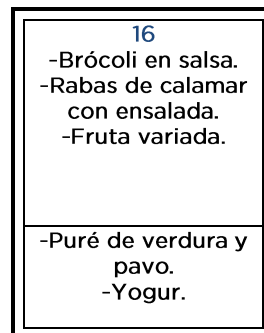 16
-Brócoli en salsa.
-Rabas de calamar
con ensalada.
-Fruta variada.
-Puré de verdura y
pavo.
-Yogur.